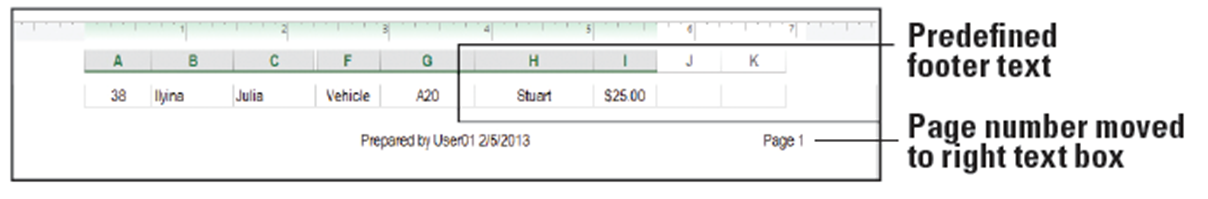 1 2 3 4 5 6 7
A B C F G H I J K
38 Ilyina Julia Vehicle A20 Stuart $25.00
Prepared by User01 2/5/2013 Page 1
Predefined
footer text
Page number moved
to right text box